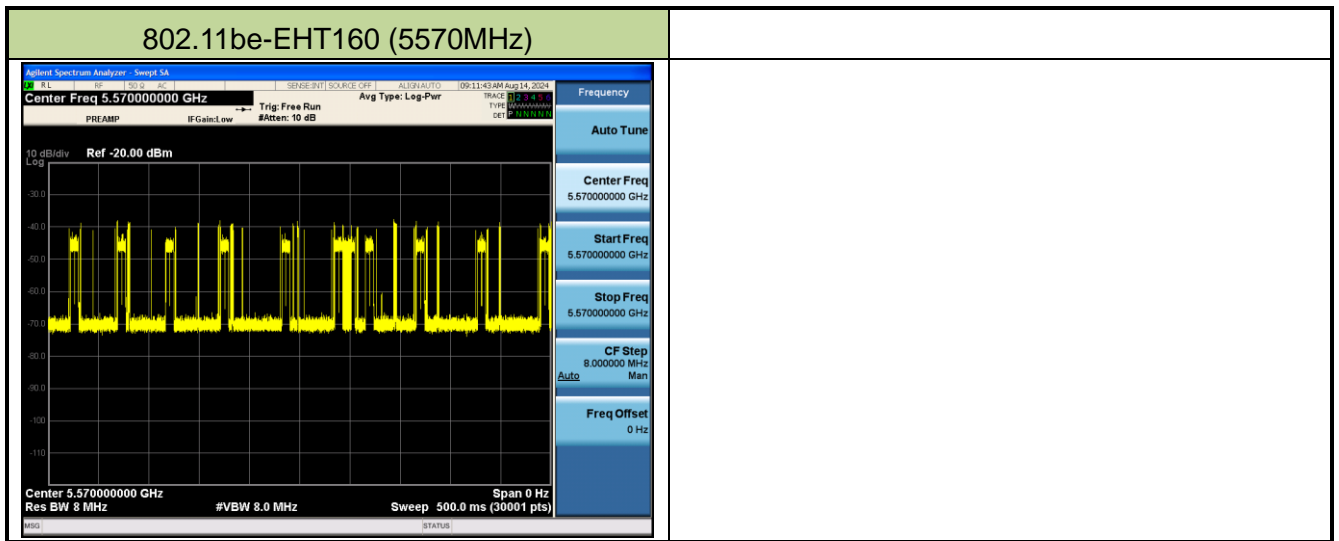 802.11be-EHT160 (5570MHz)
Agilent Spectrum Analyzer - Swept SA
RL RF 50 Ω AC SENSE:INT SOURCE OFF ALIGN AUTO 09:11:43 AM Aug 14, 2024
Center Freq 5.570000000 GHz
Avg Type: Log-Pwr
TRACE 1 2 3 4 5 6
Trig: Free Run
TYPE
PREAMP IFGain:Low #Atten: 10 dB
DET P N N N N N
10 dB/div Ref -20.00 dBm
Log
-30.0
-40.0
-50.0
-60.0
-70.0
-80.0
-90.0
-100
-110
Center 5.570000000 GHz Span 0 Hz
Res BW 8 MHz #VBW 8.0 MHz Sweep 500.0 ms (30001 pts)
MSG STATUS
Frequency
Auto Tune
Center Freq
5.570000000 GHz
Start Freq
5.570000000 GHz
Stop Freq
5.570000000 GHz
CF Step
8.000000 MHz
Auto Man
Freq Offset
0 Hz